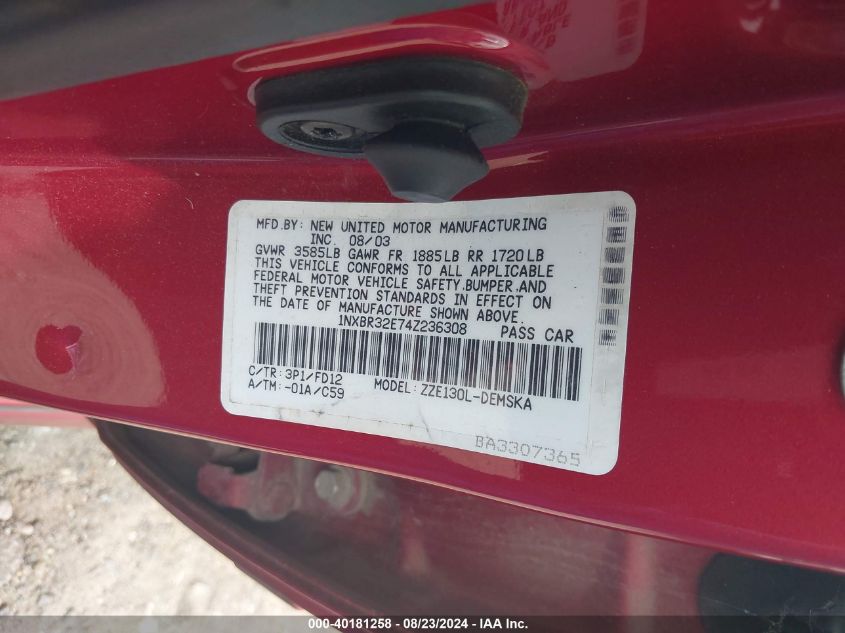 MFD.BY: NEW UNITED MOTOR MANUFACTURING
INC. 08/03
GVWR 3585LB GAWR FR 1885LB RR 1720LB
THIS VEHICLE CONFORMS TO ALL APPLICABLE
FEDERAL MOTOR VEHICLE SAFETY,BUMPER,AND
THEFT PREVENTION STANDARDS IN EFFECT ON
THE DATE OF MANUFACTURE SHOWN ABOVE.
1NXBR32E74Z236308 PASS CAR
C/TR: 3P1/FD12
A/TM: -01A/C59 MODEL: ZZE130L-DEMSKA
BA3307365
000-40181258 - 08/23/2024 - IAA Inc.